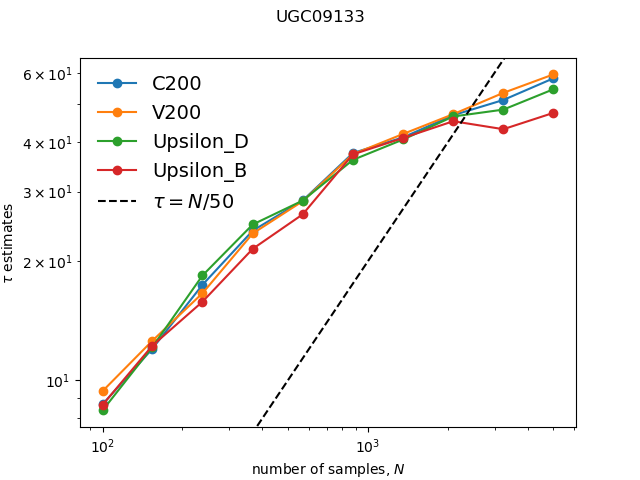 UGC09133
6 × 10¹
4 × 10¹
3 × 10¹
2 × 10¹
10¹
τ estimates
C200
V200
Upsilon_D
Upsilon_B
τ = N/50
10² 10³
number of samples, N